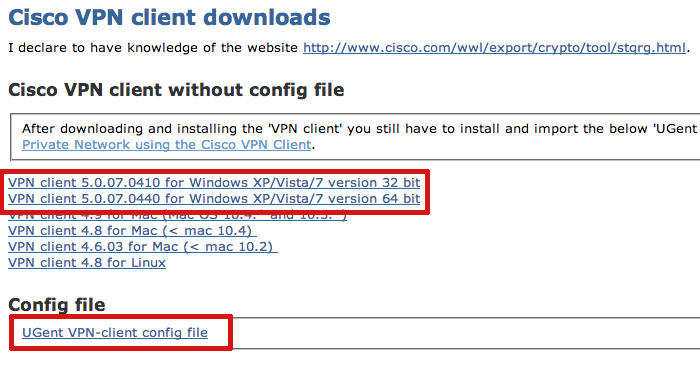 Cisco VPN client downloads
I declare to have knowledge of the website http://www.cisco.com/wwl/export/crypto/tool/stqrg.html.
Cisco VPN client without config file
After downloading and installing the 'VPN client' you still have to install and import the below 'UGent
Private Network using the Cisco VPN Client.
VPN client 5.0.07.0410 for Windows XP/Vista/7 version 32 bit
VPN client 5.0.07.0440 for Windows XP/Vista/7 version 64 bit
VPN client 4.9 for Mac (Mac OS 10.4.* and 10.5.*)
VPN client 4.8 for Mac (< mac 10.4)
VPN client 4.6.03 for Mac (< mac 10.2)
VPN client 4.8 for Linux
Config file
UGent VPN-client config file